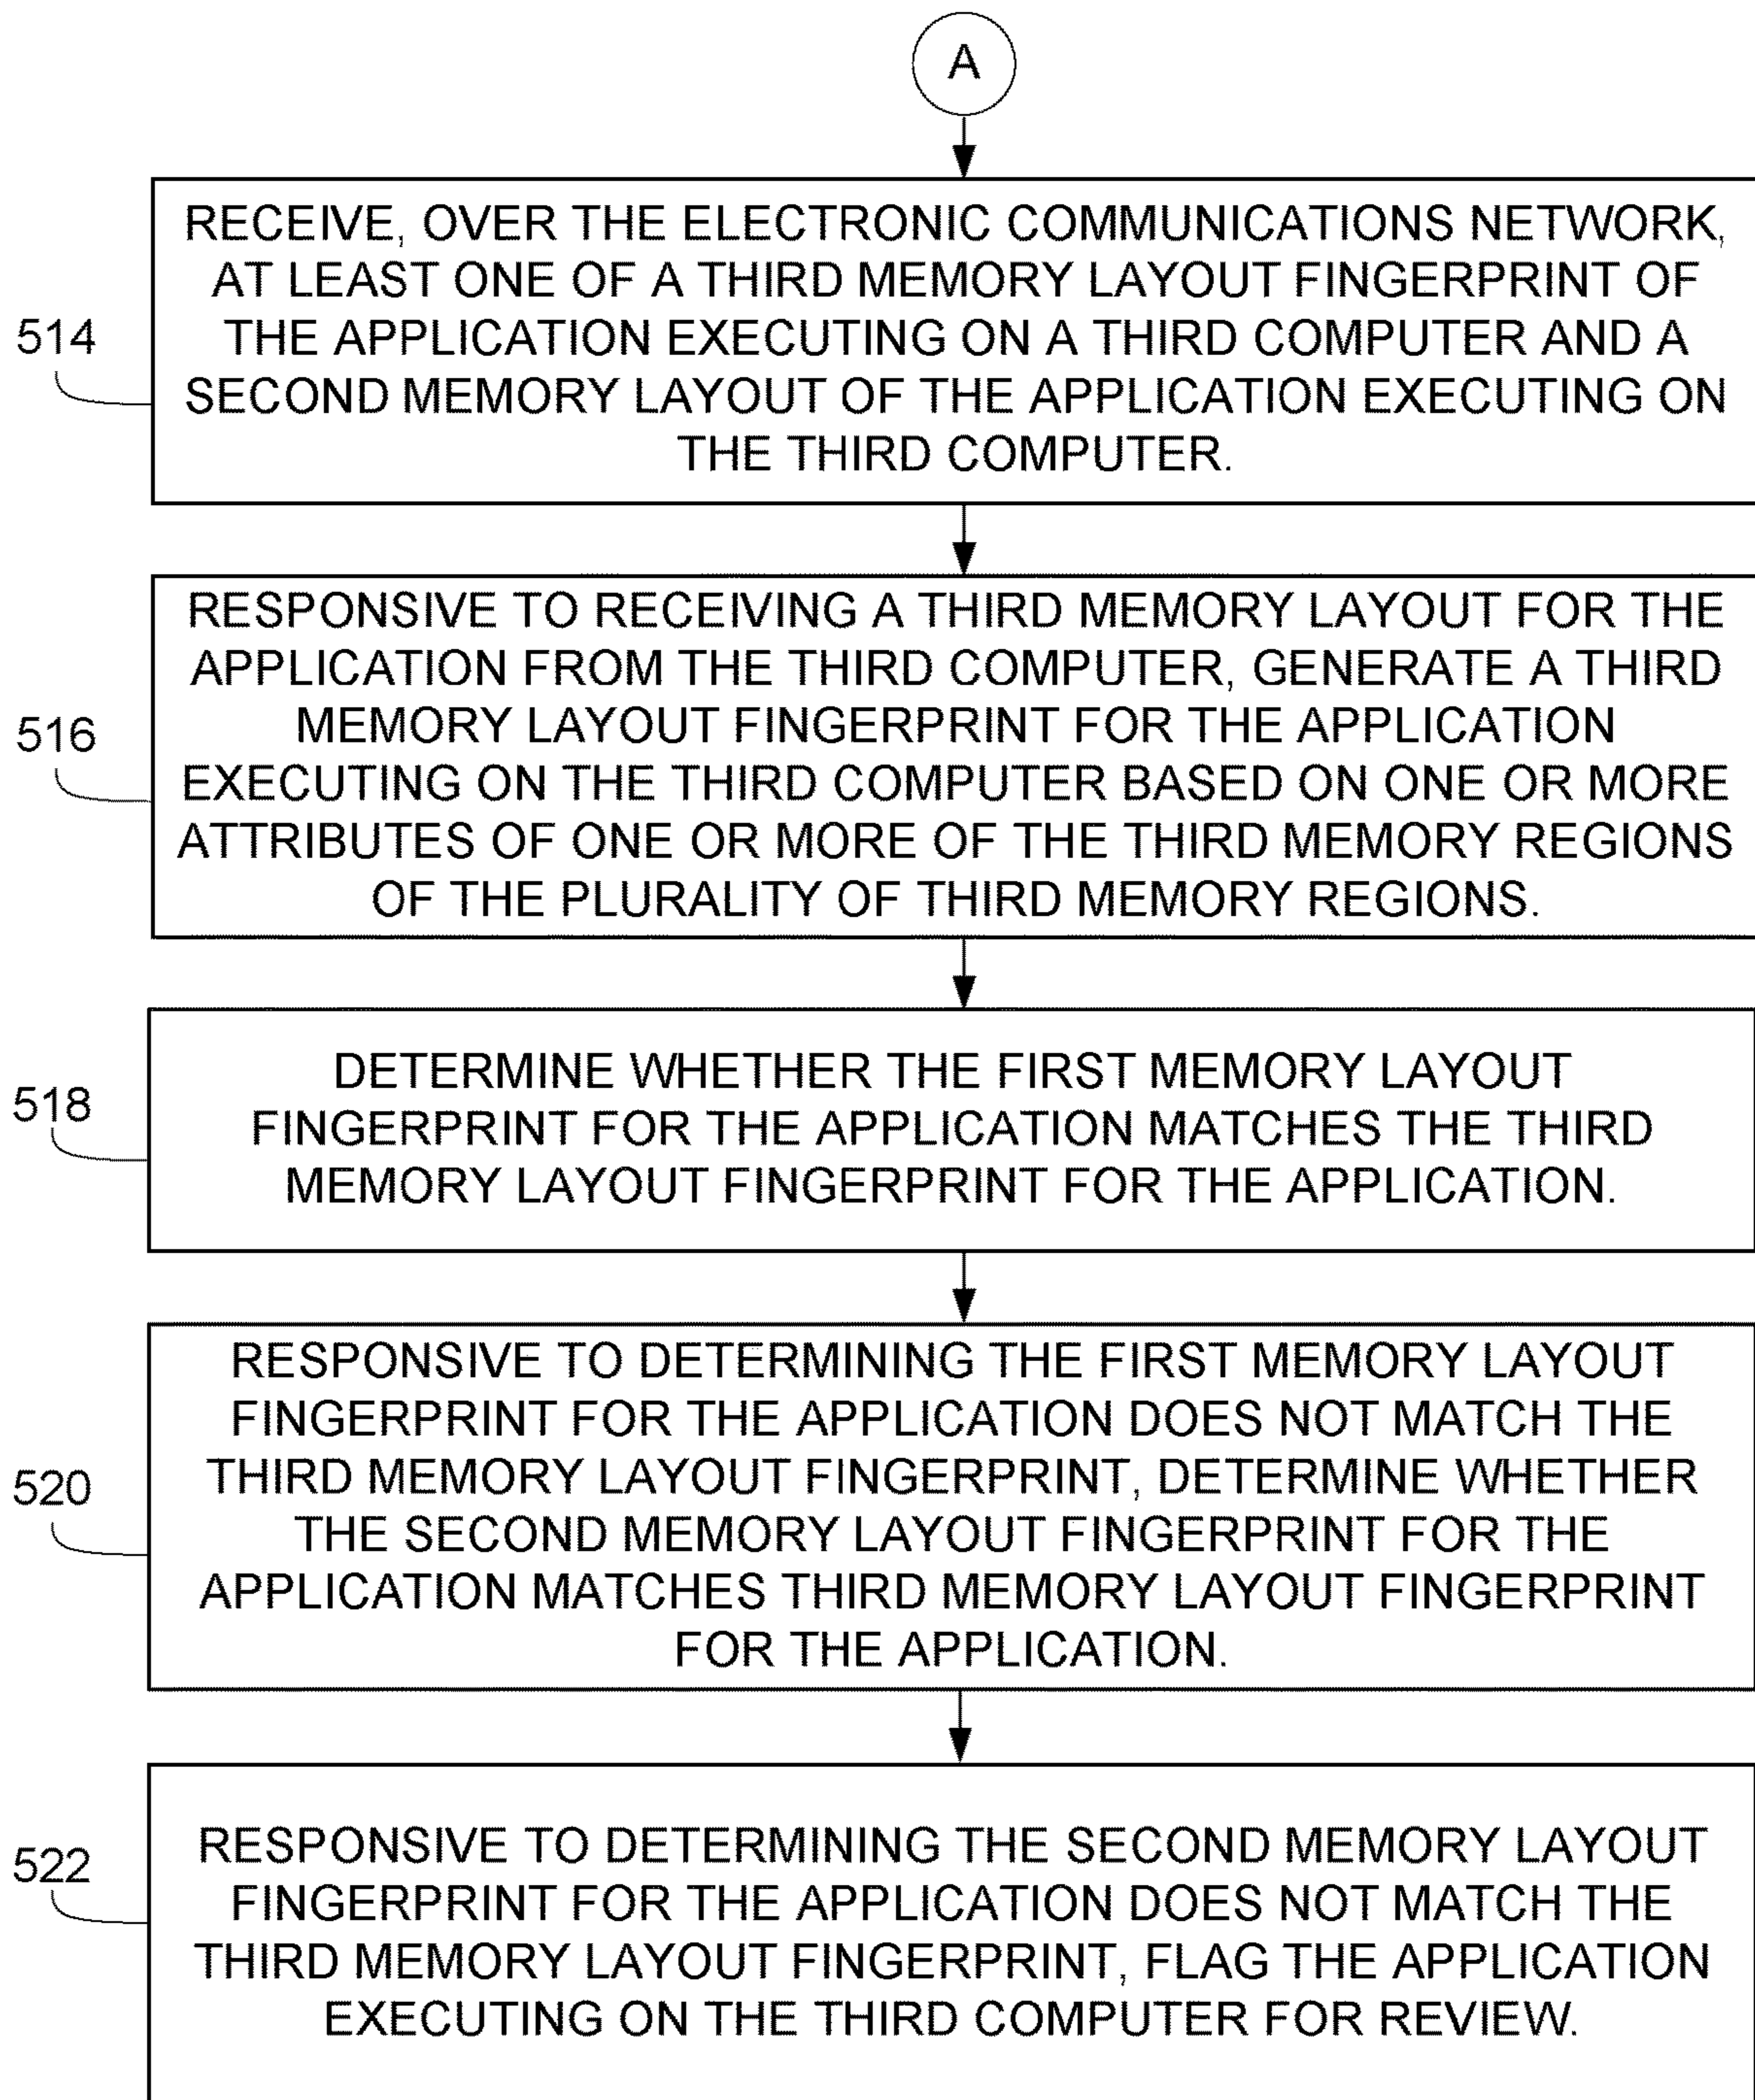 A
514
RECEIVE, OVER THE ELECTRONIC COMMUNICATIONS NETWORK,
AT LEAST ONE OF A THIRD MEMORY LAYOUT FINGERPRINT OF
THE APPLICATION EXECUTING ON A THIRD COMPUTER AND A
SECOND MEMORY LAYOUT OF THE APPLICATION EXECUTING ON
THE THIRD COMPUTER.
516
RESPONSIVE TO RECEIVING A THIRD MEMORY LAYOUT FOR THE
APPLICATION FROM THE THIRD COMPUTER, GENERATE A THIRD
MEMORY LAYOUT FINGERPRINT FOR THE APPLICATION
EXECUTING ON THE THIRD COMPUTER BASED ON ONE OR MORE
ATTRIBUTES OF ONE OR MORE OF THE THIRD MEMORY REGIONS
OF THE PLURALITY OF THIRD MEMORY REGIONS.
518
DETERMINE WHETHER THE FIRST MEMORY LAYOUT
FINGERPRINT FOR THE APPLICATION MATCHES THE THIRD
MEMORY LAYOUT FINGERPRINT FOR THE APPLICATION.
520
RESPONSIVE TO DETERMINING THE FIRST MEMORY LAYOUT
FINGERPRINT FOR THE APPLICATION DOES NOT MATCH THE
THIRD MEMORY LAYOUT FINGERPRINT, DETERMINE WHETHER
THE SECOND MEMORY LAYOUT FINGERPRINT FOR THE
APPLICATION MATCHES THIRD MEMORY LAYOUT FINGERPRINT
FOR THE APPLICATION.
522
RESPONSIVE TO DETERMINING THE SECOND MEMORY LAYOUT
FINGERPRINT FOR THE APPLICATION DOES NOT MATCH THE
THIRD MEMORY LAYOUT FINGERPRINT, FLAG THE APPLICATION
EXECUTING ON THE THIRD COMPUTER FOR REVIEW.